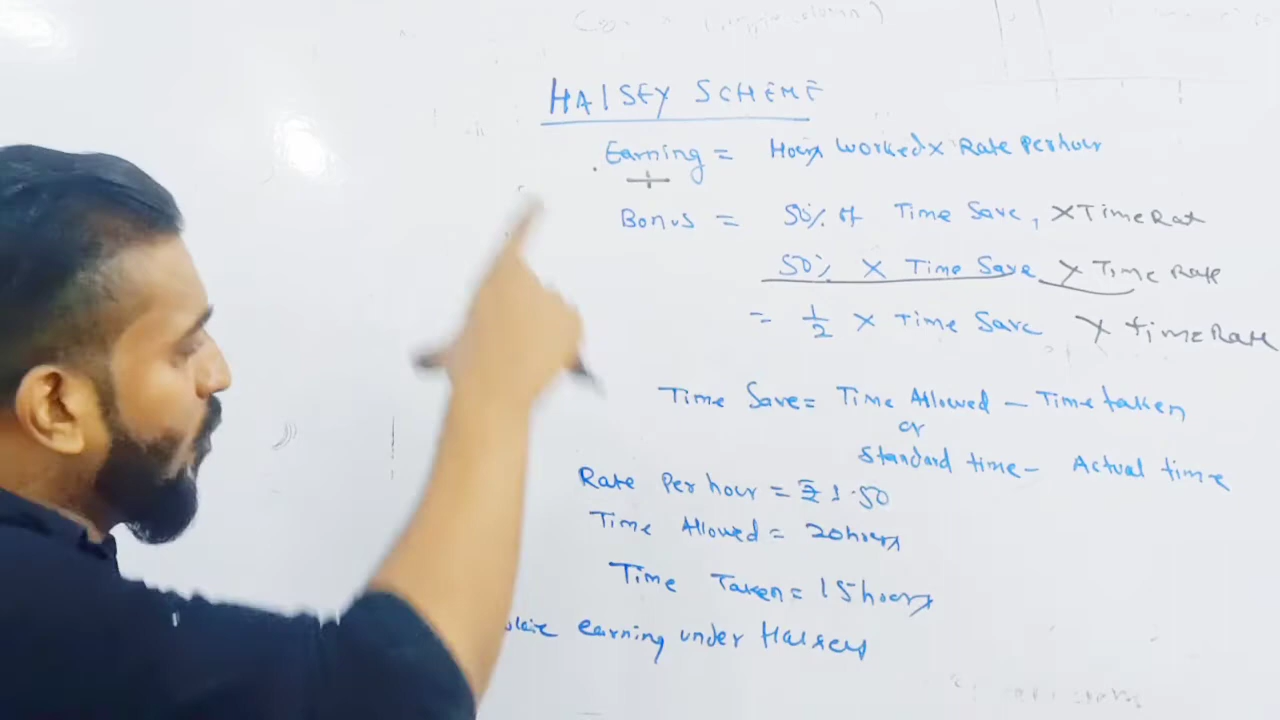 HALSEY SCHEME
Earning = Hours worked × Rate Per hour
+
Bonus = 50% of Time Save, × Time Rat
50% × Time Save × Time Rate
= 1/2 × Time Save × Time Rate
Time Save = Time Allowed – Time taken
or
Standard time – Actual time
Rate Per hour = ₹ 1.50
Time Allowed = 20 hours
Time Taken = 15 hours
earning under Halsey